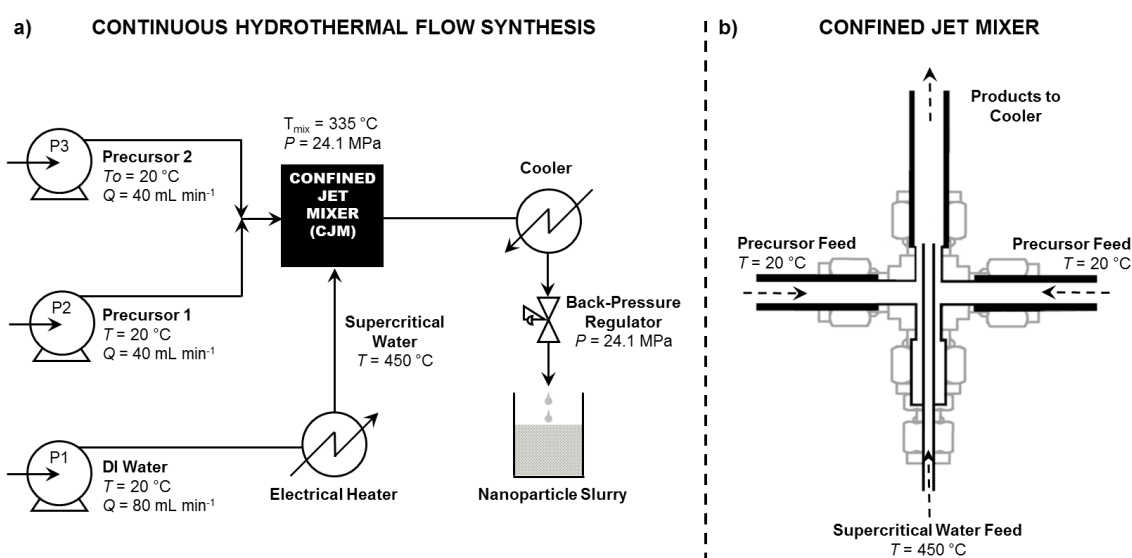 a) CONTINUOUS HYDROTHERMAL FLOW SYNTHESIS
P3
Precursor 2
To = 20 °C
Q = 40 mL min⁻¹
Tmix = 335 °C
P = 24.1 MPa
CONFINED
JET
MIXER
(CJM)
Cooler
P2
Precursor 1
T = 20 °C
Q = 40 mL min⁻¹
Supercritical
Water
T = 450 °C
Back-Pressure
Regulator
P = 24.1 MPa
P1
DI Water
T = 20 °C
Q = 80 mL min⁻¹
Electrical Heater
Nanoparticle Slurry
b) CONFINED JET MIXER
Products to
Cooler
Precursor Feed
T = 20 °C
Precursor Feed
T = 20 °C
Supercritical Water Feed
T = 450 °C